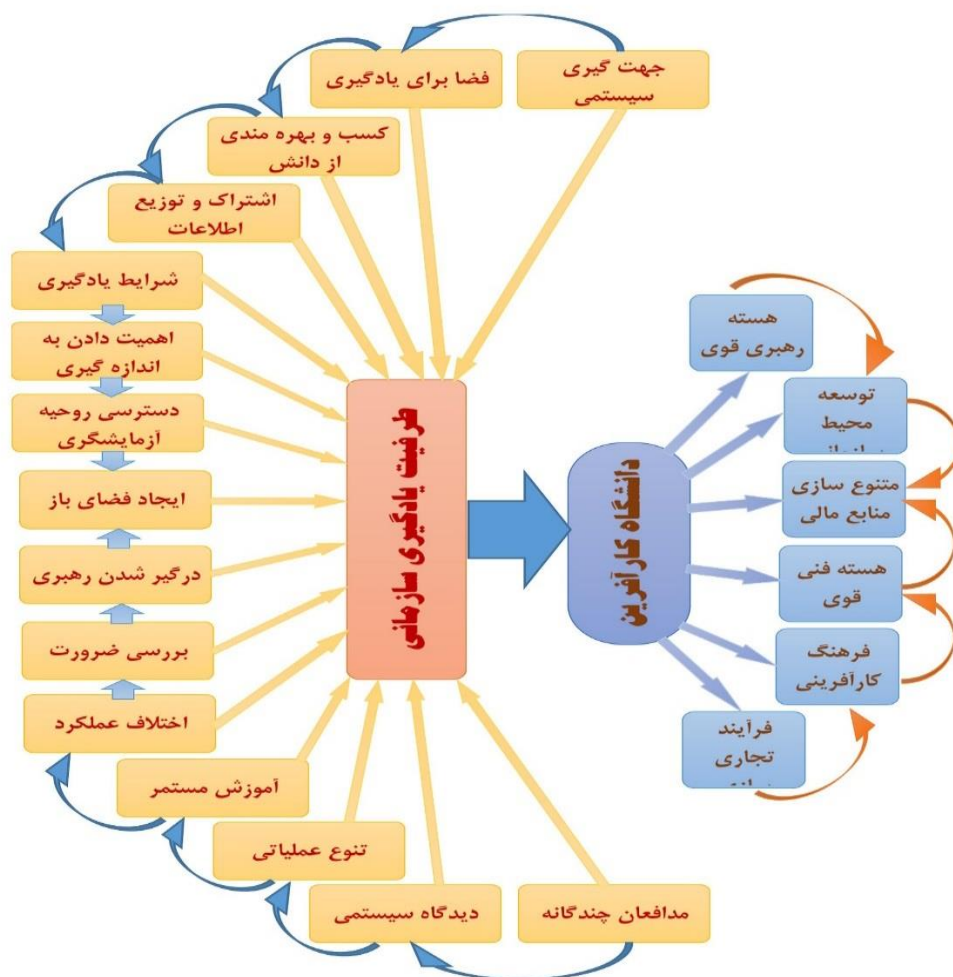 جهت گیری
سیستمی
فضا برای یادگیری
کسب و بهره مندی
از دانش
اشتراک و توزیع
اطلاعات
شرایط یادگیری
اهمیت دادن به
اندازه گیری
دسترسی روحیه
آزمایشگری
ایجاد فضای باز
درگیر شدن رهبری
بررسی ضرورت
اختلاف عملکرد
آموزش مستمر
تنوع عملیاتی
دیدگاه سیستمی
مدافعان چندگانه
ظرفیت یادگیری سازمانی
دانشگاه کارآفرین
هسته
رهبری قوی
توسعه
محیط
متنوع سازی
منابع مالی
هسته فنی
قوی
فرهنگ
کارآفرینی
فرآیند
تجاری